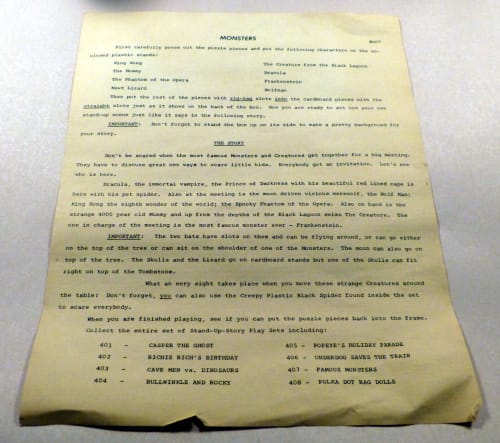 MONSTERS
#407
First carefully press out the puzzle pieces and put the following characters on the en-
closed plastic stands:
King Kong The Creature from the Black Lagoon
The Mummy Dracula
The Phantom of the Opera Frankenstein
Newt Lizard Wolfman
Then put the rest of the pieces with zig-zag slots into the cardboard pieces with the
straight slots just as it shows on the back of the box. Now you are ready to act out your own
stand-up scene just like it says in the following story.
IMPORTANT: Don't forget to stand the box up on its side to make a pretty background for
your story.
THE STORY
Don't be scared when the most famous Monsters and Creatures get together for a big meeting.
They have to discuss great new ways to scare little kids. Everybody got an invitation. Let's see
who is here.
Dracula, the immortal vampire, the Prince of Darkness with his beautiful red lined cape is
here with his pet spider. Also at the meeting is the moon driven vicious werewolf, the Wolf Man;
King Kong the eighth wonder of the world; the Spooky Phantom of the Opera. Also on hand is the
strange 4000 year old Mummy and up from the depths of the Black Lagoon swims The Creature. The
one in charge of the meeting is the most famous monster ever - Frankenstein.
IMPORTANT: The two bats have slots on them and can be flying around, or can go either
on the top of the tree or can sit on the shoulder of one of the Monsters. The moon can also go on
top of the tree. The Skulls and the Lizard go on cardboard stands but one of the Skulls can fit
right on top of the Tombstone.
What an eery sight takes place when you move these strange Creatures around
the table! Don't forget, you can also use the Creepy Plastic Black Spider found inside the set
to scare everybody.
When you are finished playing, see if you can put the puzzle pieces back into the frame.
Collect the entire set of Stand-Up-Story Play Sets including:
401 - CASPER THE GHOST 405 - POPEYE'S HOLIDAY PARADE
402 - RICHIE RICH'S BIRTHDAY 406 - UNDERDOG SAVES THE TRAIN
403 - CAVE MEN vs. DINOSAURS 407 - FAMOUS MONSTERS
404 - BULLWINKLE AND ROCKY 408 - POLKA DOT RAG DOLLS